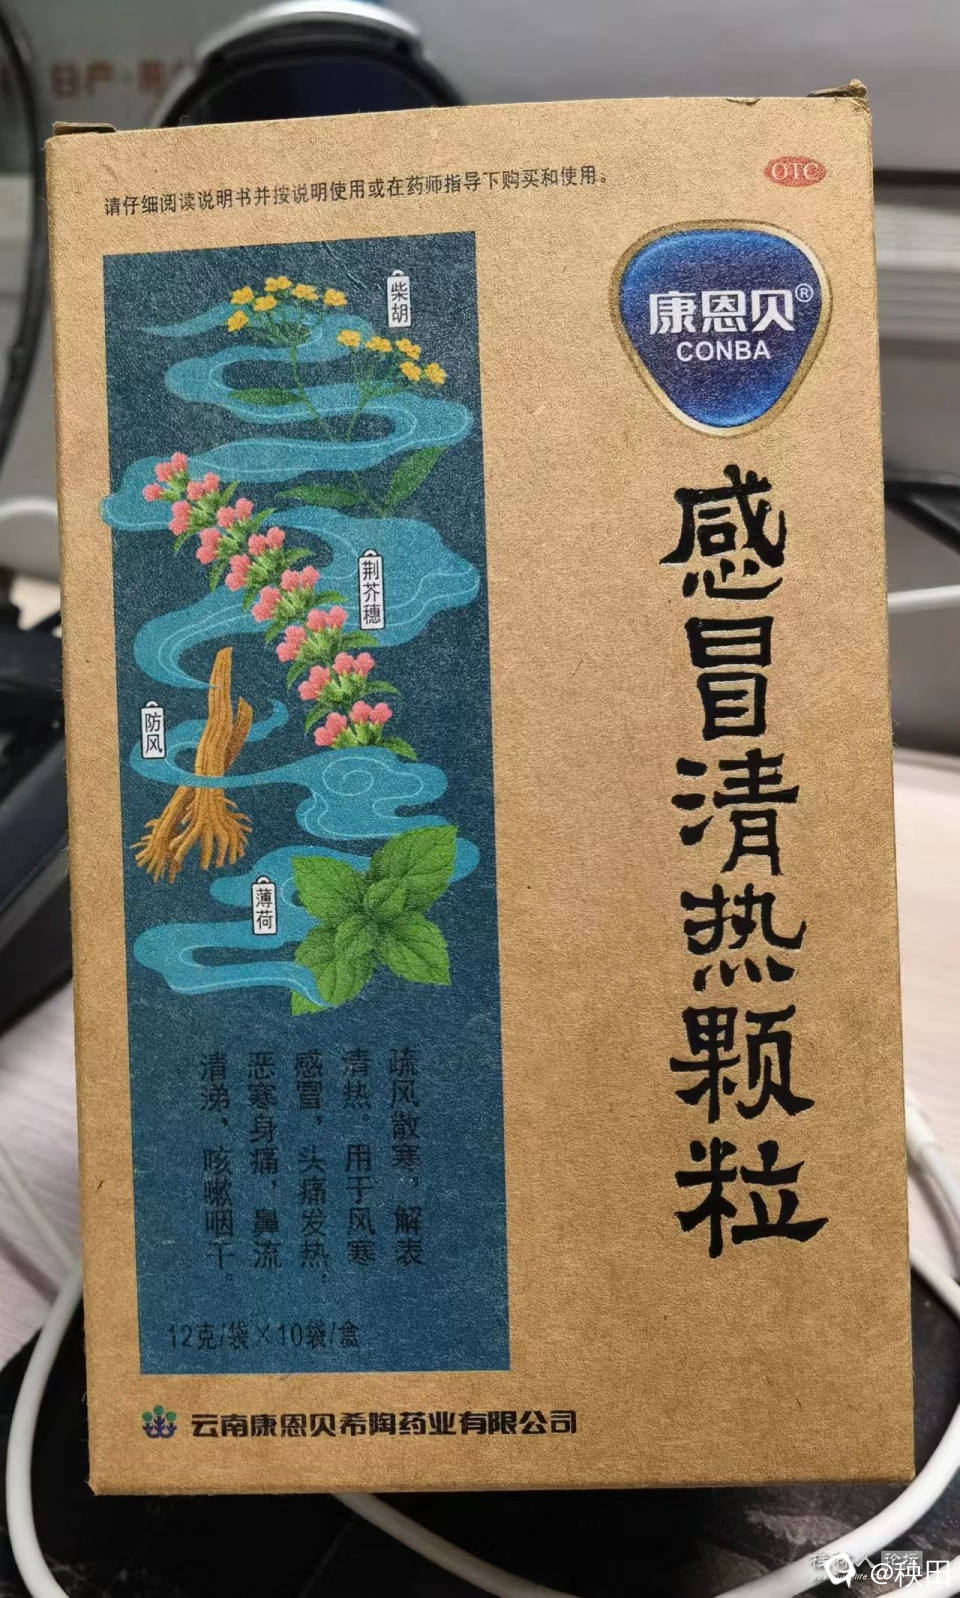 请仔细阅读说明书并按说明使用或在药师指导下购买和使用。
OTC
康恩贝®
CONBA
感冒清热颗粒
柴胡
荆芥穗
防风
薄荷
疏风散寒，解表
清热。用于风寒
感冒，头痛发热，
恶寒身痛，鼻流
清涕，咳嗽咽干。
12克/袋×10袋/盒
云南康恩贝希陶药业有限公司
@秧田